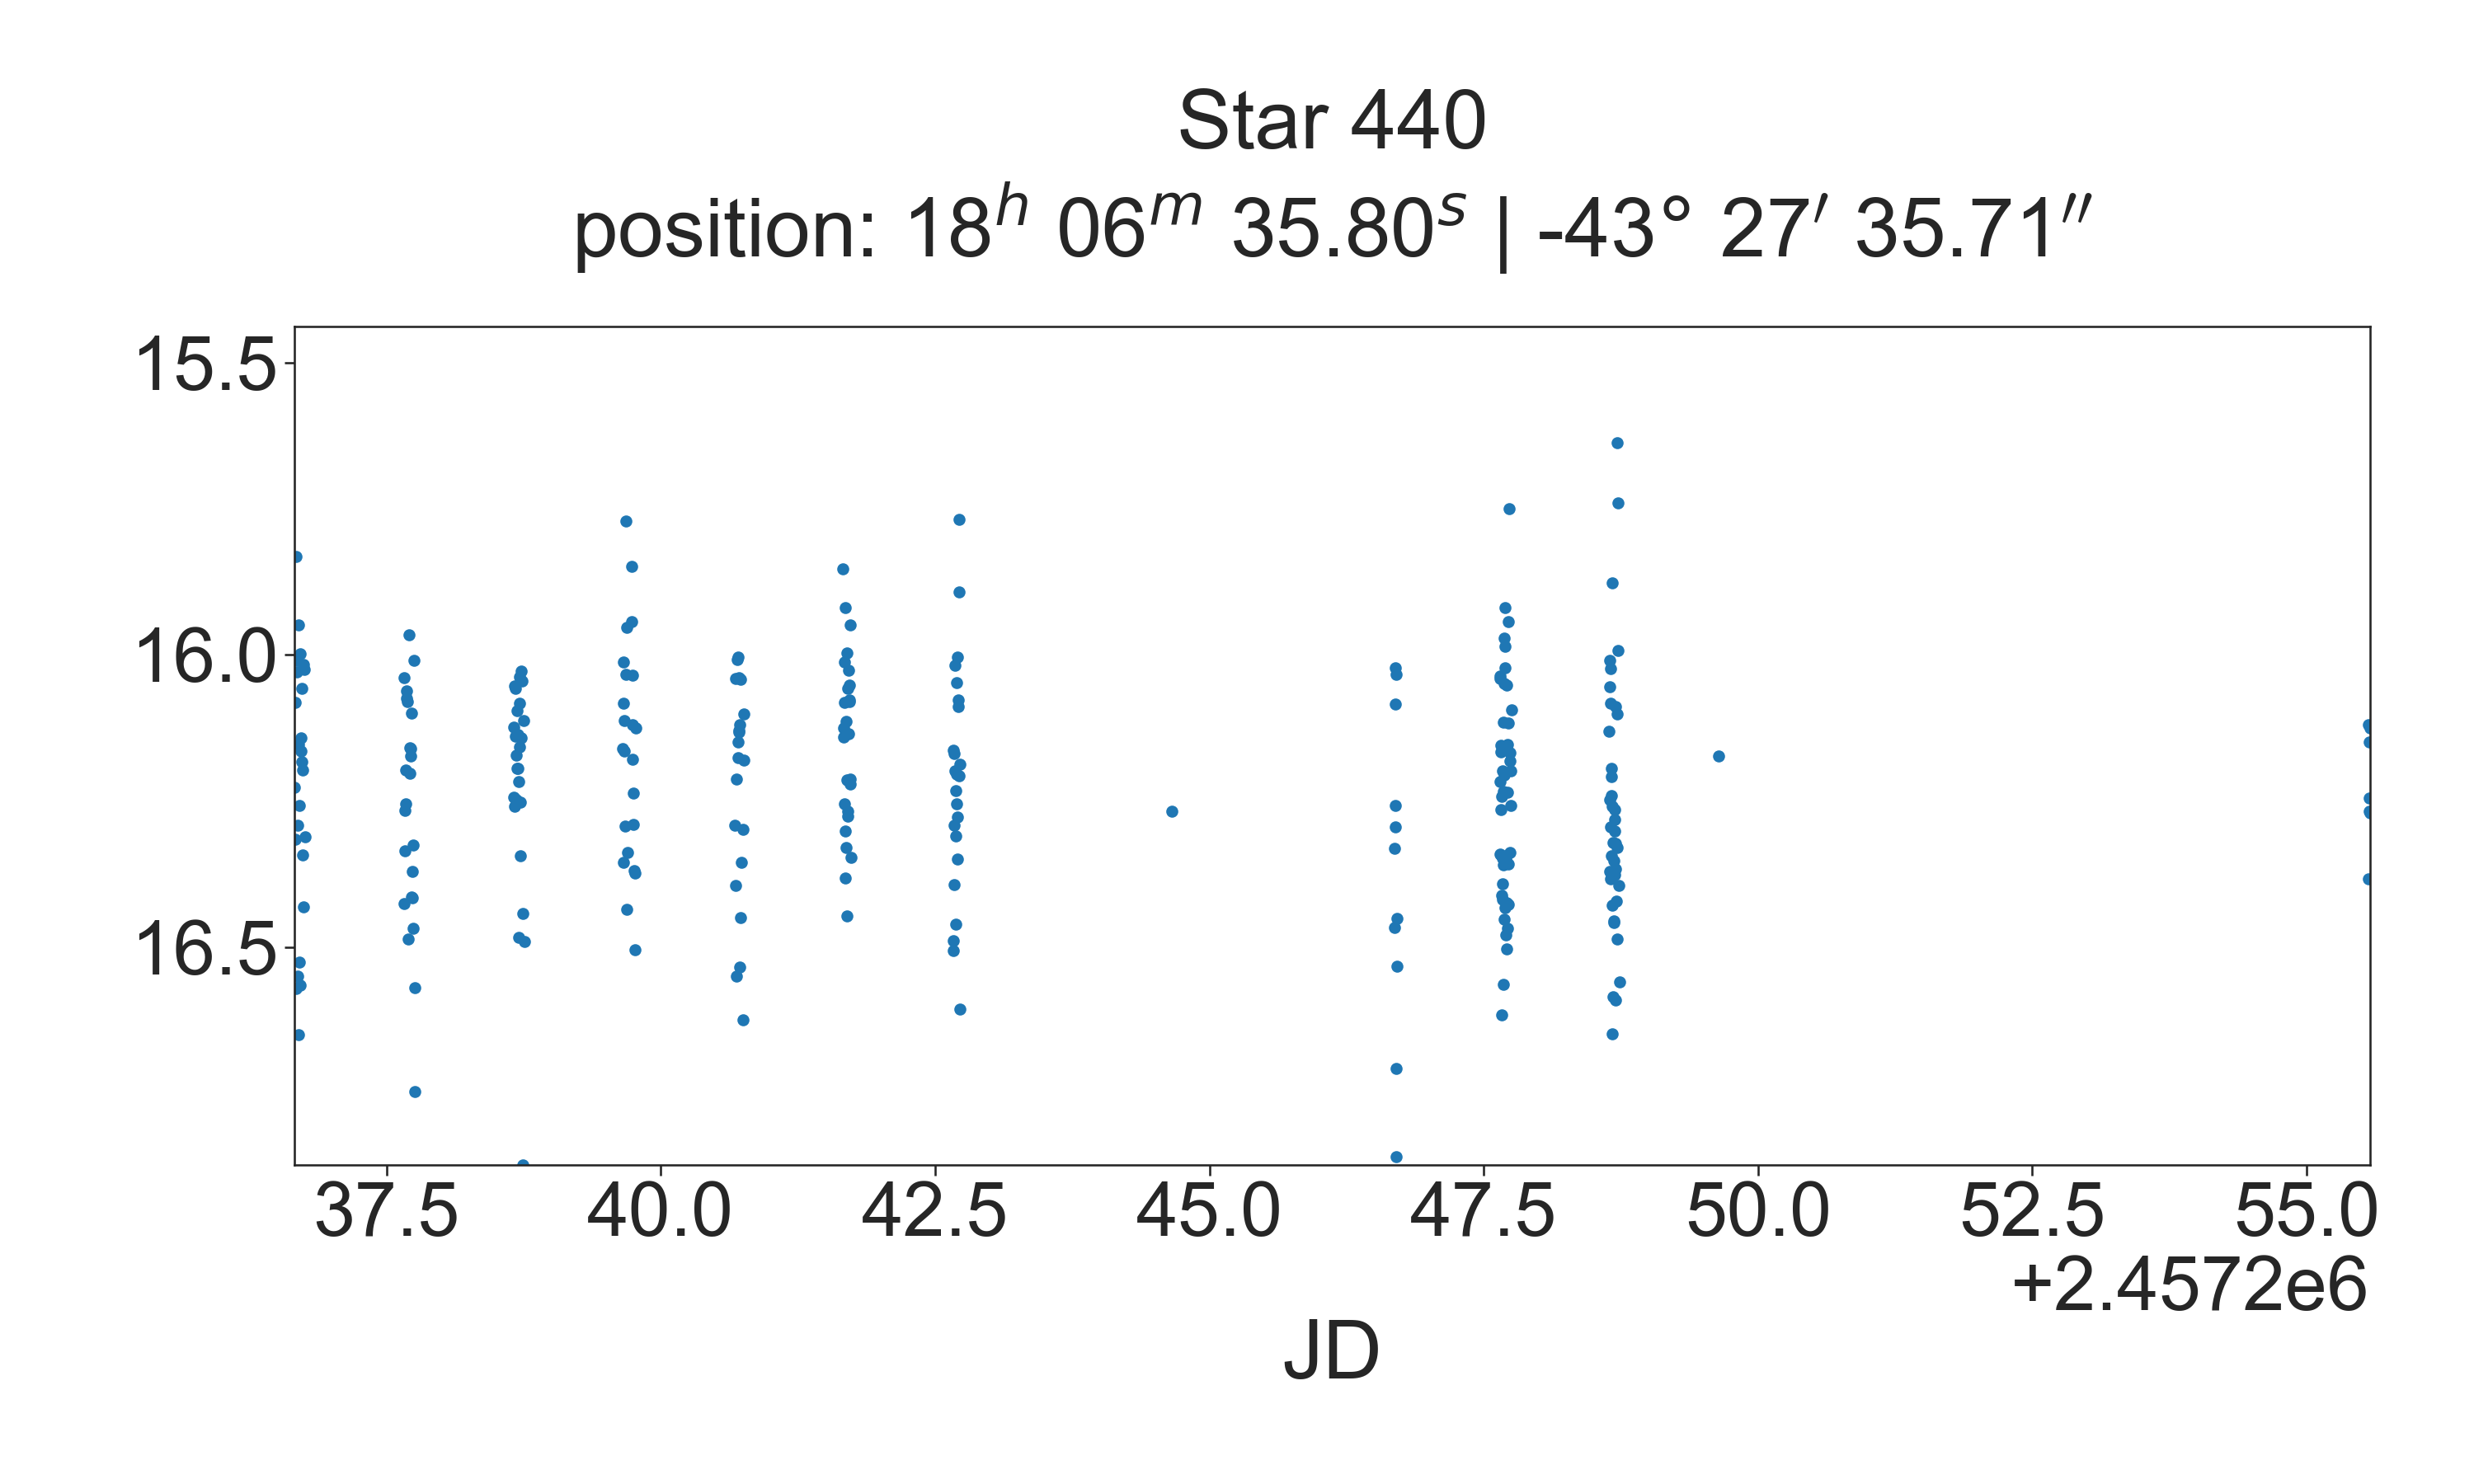 Star 440
position: 18ʰ 06ᵐ 35.80ˢ | -43° 27′ 35.71″
15.5
16.0
16.5
37.5 40.0 42.5 45.0 47.5 50.0 52.5 55.0
+2.4572e6
JD